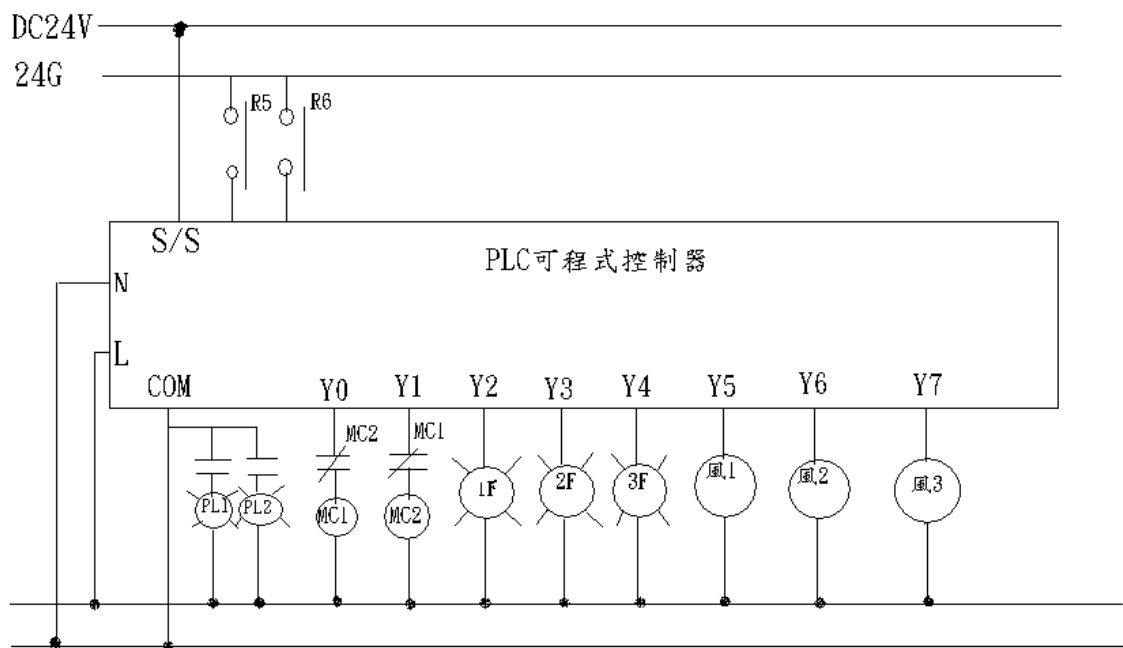 DC24V
24G
R5 R6
S/S
PLC可程式控制器
N
L
COM Y0 Y1 Y2 Y3 Y4 Y5 Y6 Y7
MC2 MC1
PL1 PL2 MC1 MC2 1F 2F 3F 風1 風2 風3